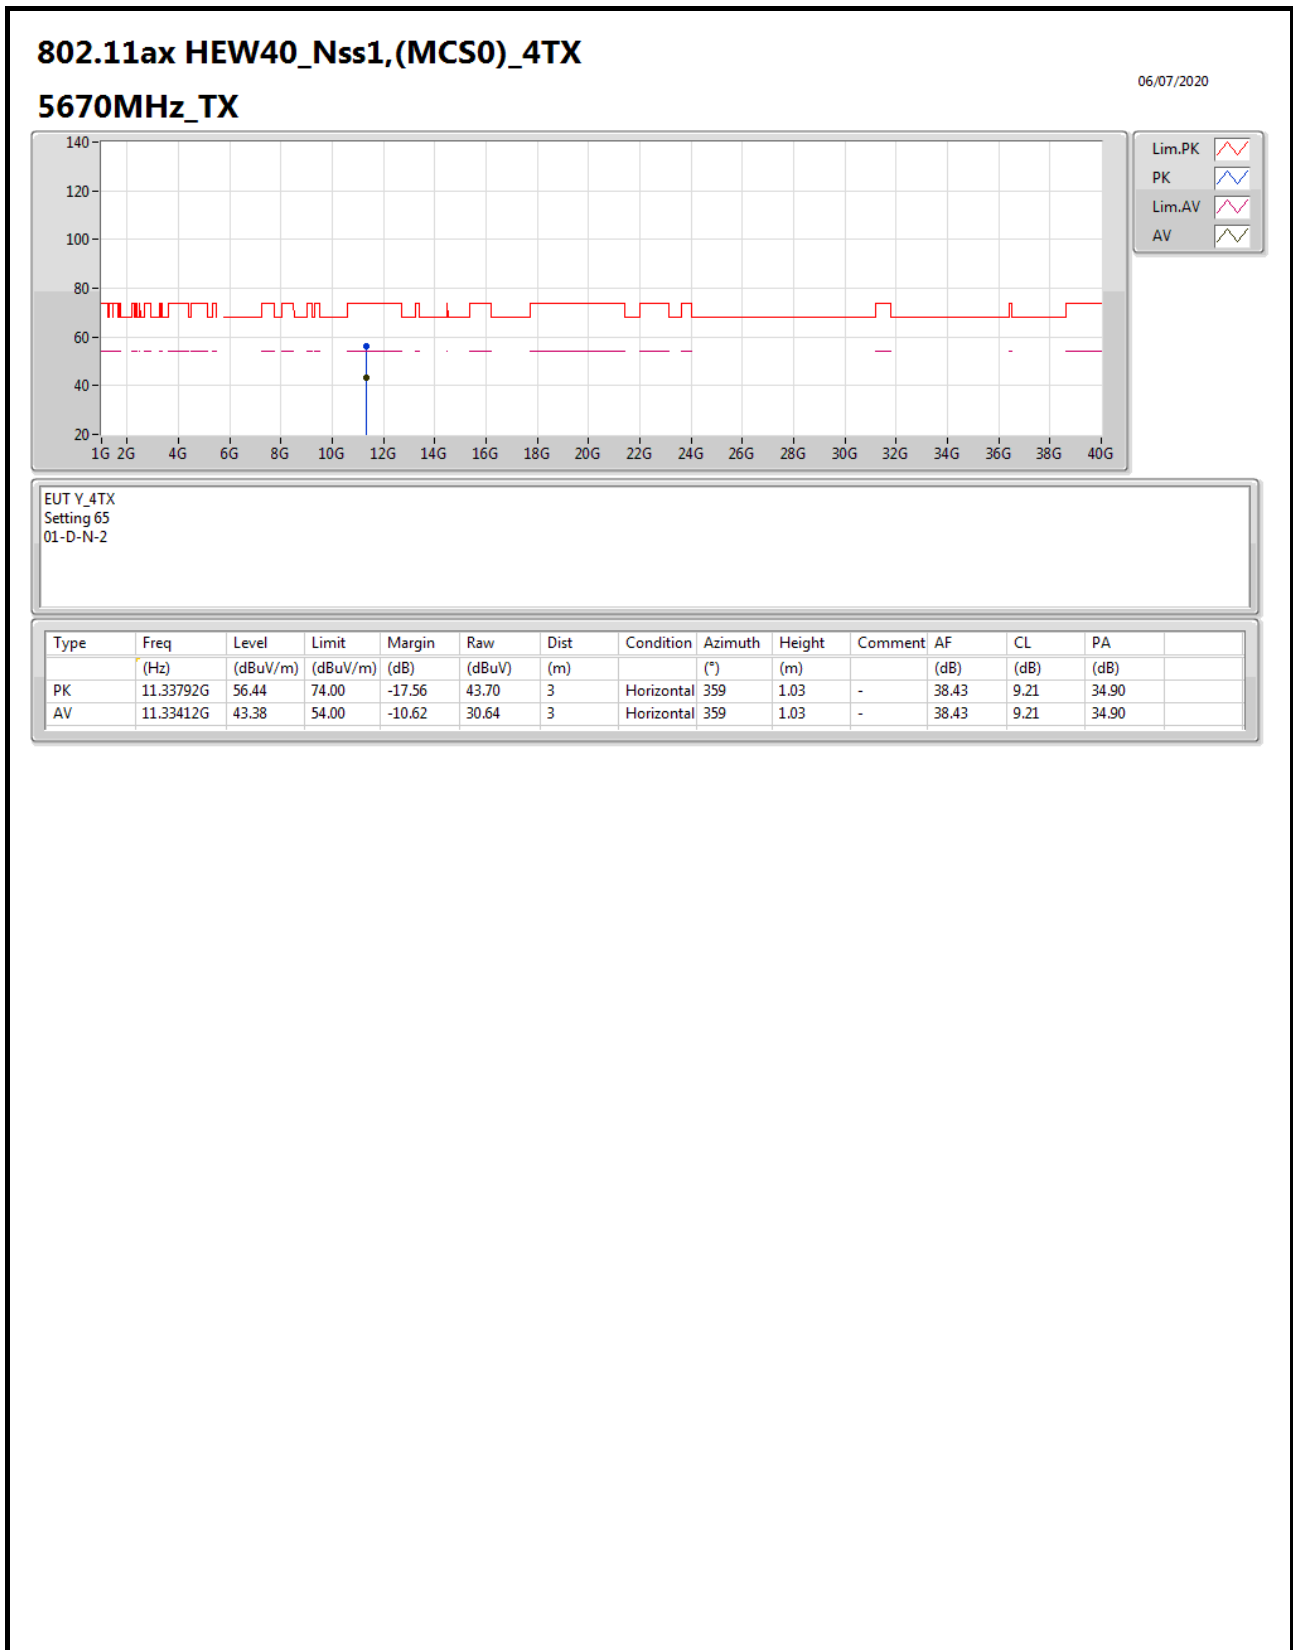 802.11ax HEW40_Nss1,(MCS0)_4TX
06/07/2020
5670MHz_TX
140
120
100
80
60
40
20
1G 2G 4G 6G 8G 10G 12G 14G 16G 18G 20G 22G 24G 26G 28G 30G 32G 34G 36G 38G 40G
Lim.PK
PK
Lim.AV
AV
EUT Y_4TX
Setting 65
01-D-N-2
Type Freq Level Limit Margin Raw Dist Condition Azimuth Height Comment AF CL PA
(Hz) (dBuV/m) (dBuV/m) (dB) (dBuV) (m) (°) (m) (dB) (dB) (dB)
PK 11.33792G 56.44 74.00 -17.56 43.70 3 Horizontal 359 1.03 - 38.43 9.21 34.90
AV 11.33412G 43.38 54.00 -10.62 30.64 3 Horizontal 359 1.03 - 38.43 9.21 34.90